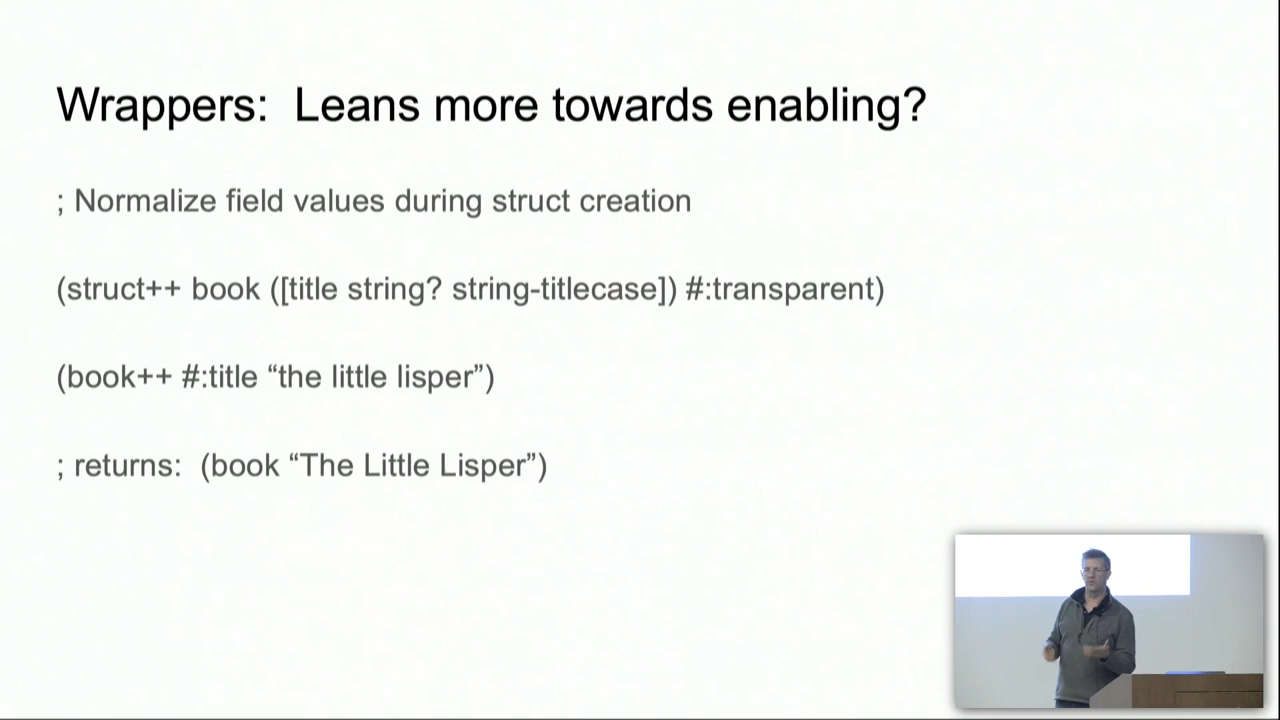 Wrappers:  Leans more towards enabling?
; Normalize field values during struct creation
(struct++ book ([title string? string-titlecase]) #:transparent)
(book++ #:title “the little lisper”)
; returns:  (book “The Little Lisper”)